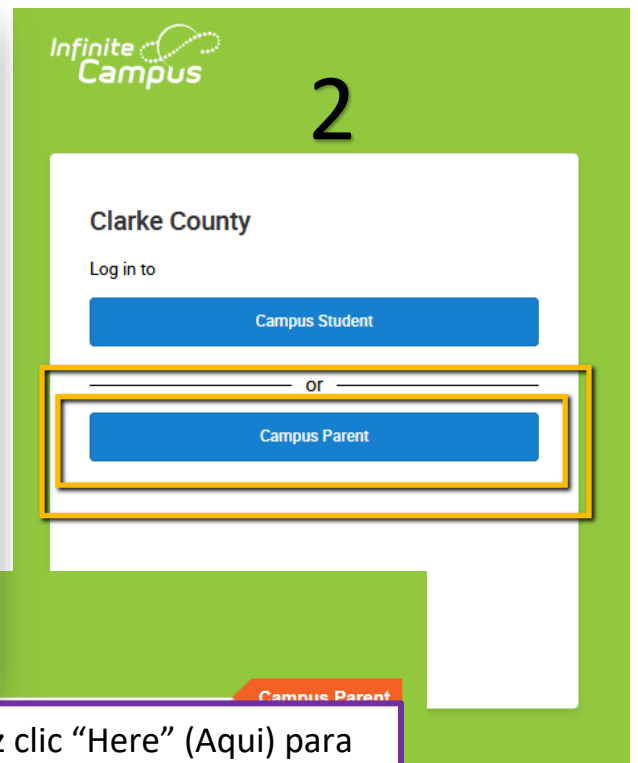 Infinite
Campus
2
Clarke County
Log in to
Campus Student
or
Campus Parent
Campus Parent
clic “Here” (Aqui) para